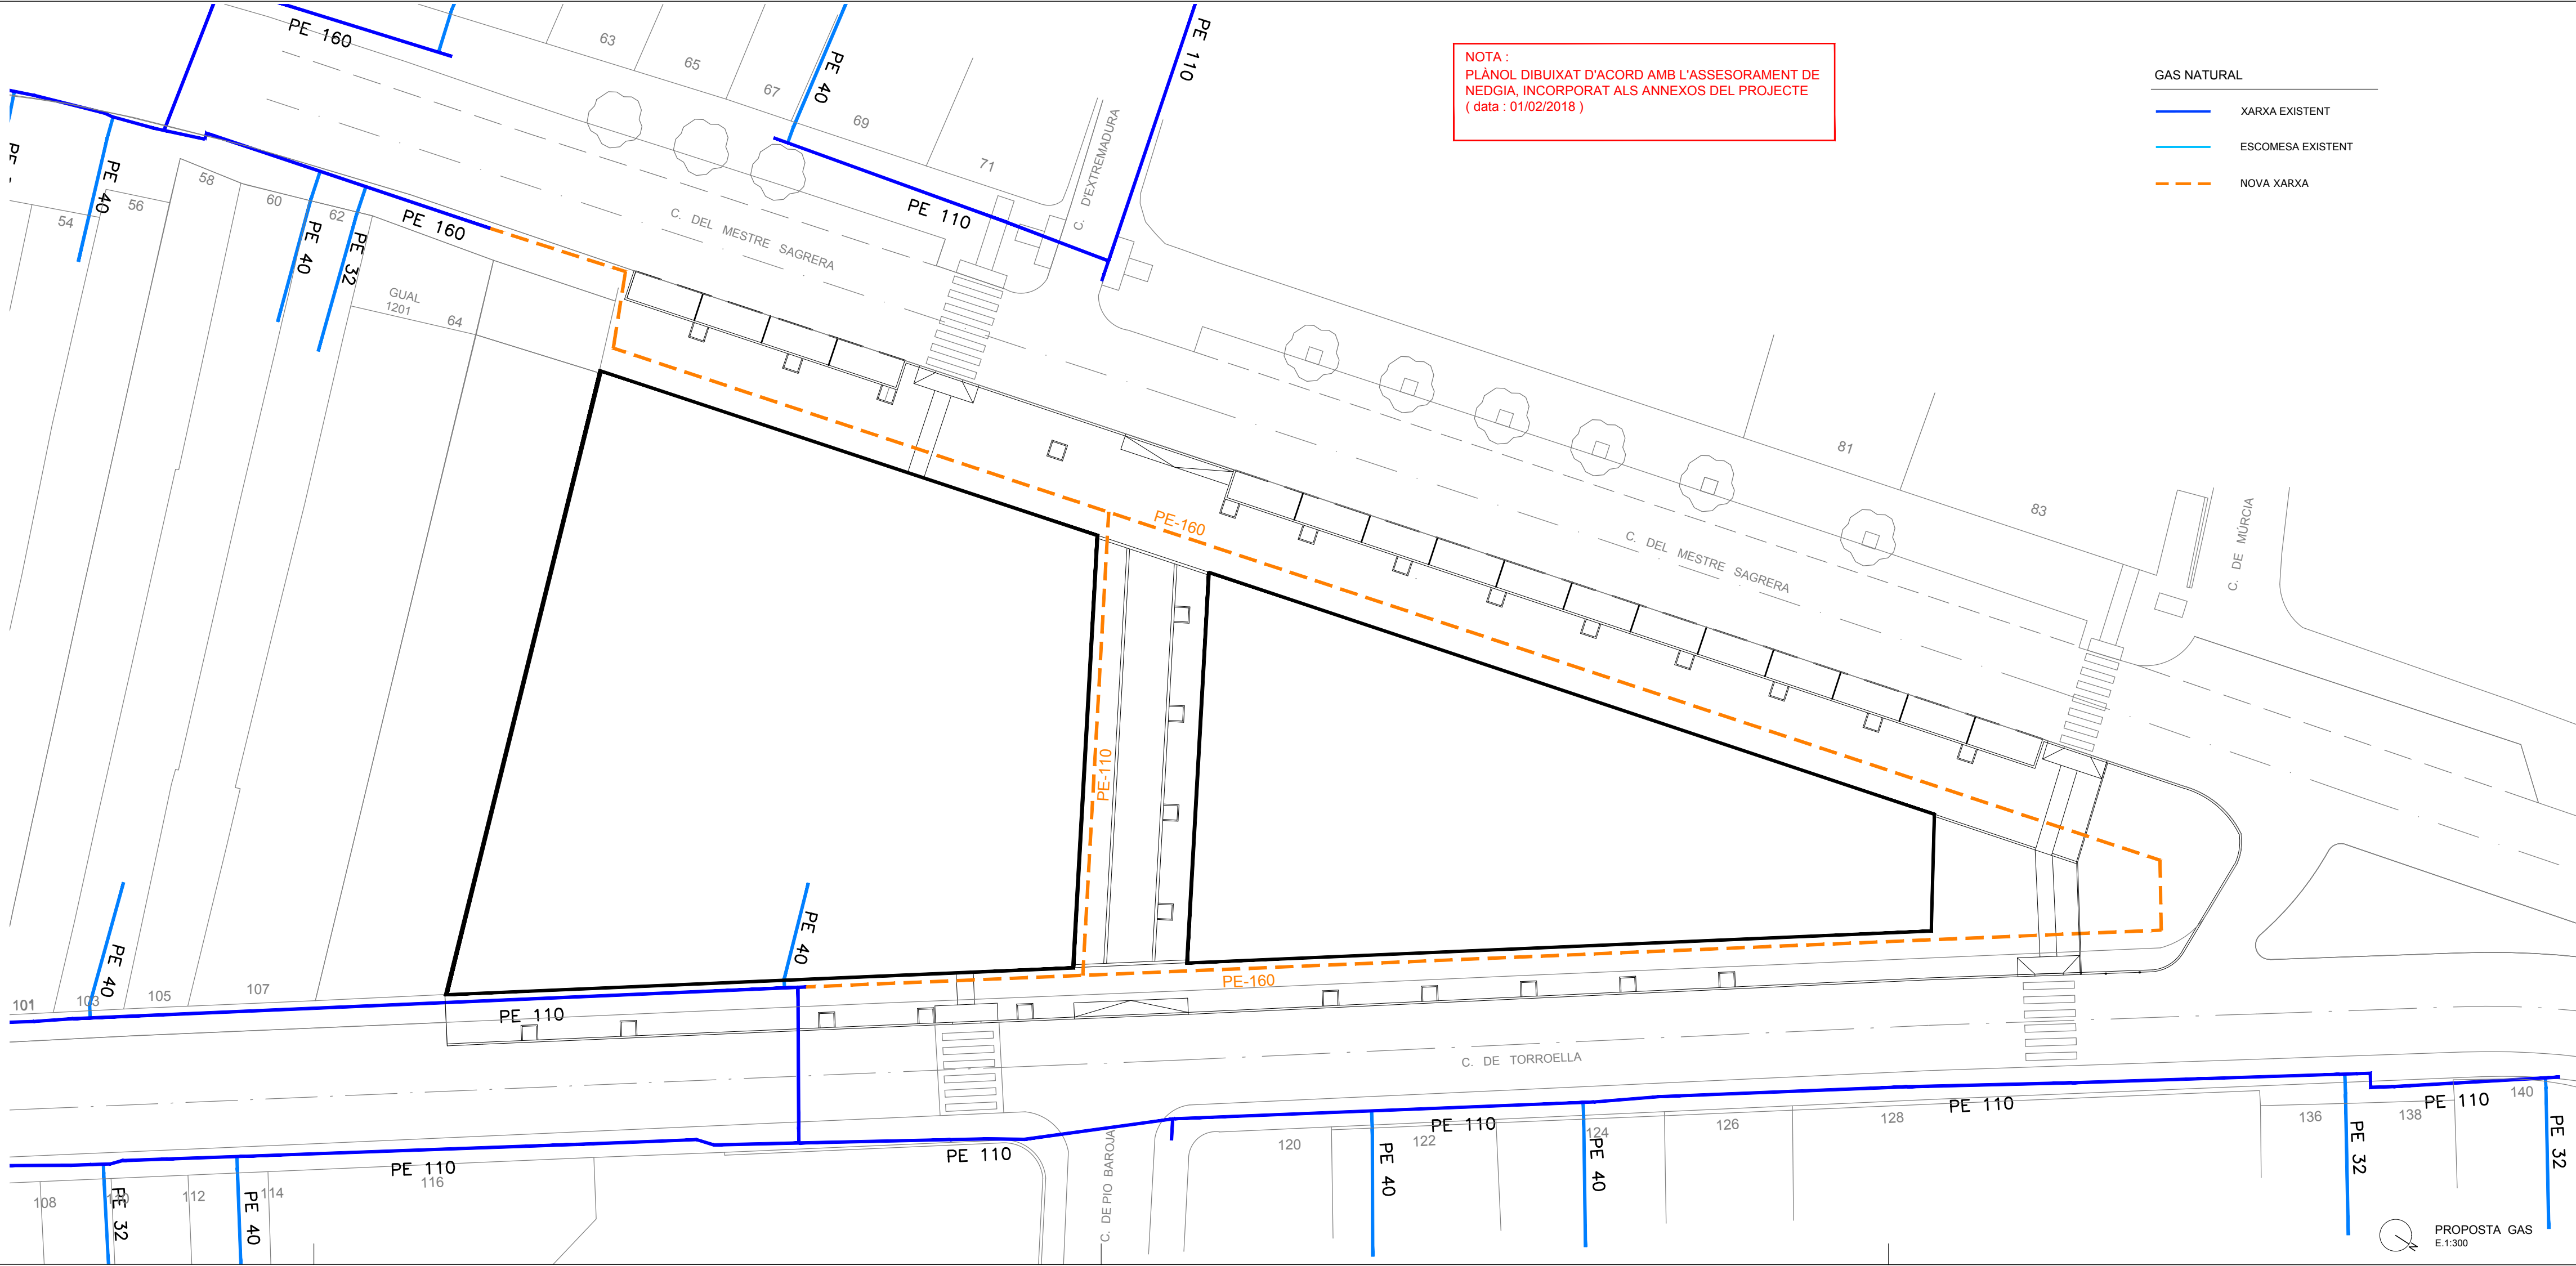 PE 160
63
65
67
69
71
PE 40
PE 110
C. D'EXTREMADURA
NOTA :
PLÀNOL DIBUIXAT D'ACORD AMB L'ASSESORAMENT DE
NEDGIA, INCORPORAT ALS ANNEXOS DEL PROJECTE
( data : 01/02/2018 )
GAS NATURAL
XARXA EXISTENT
ESCOMESA EXISTENT
NOVA XARXA
PE
PE 40
54
56
58
60
62
PE 40
PE 32
PE 160
GUAL
1201
64
C. DEL MESTRE SAGRERA
PE 110
81
83
C. DE MÚRCIA
PE-160
C. DEL MESTRE SAGRERA
PE-110
PE 40
PE 40
101
103
105
107
PE 110
PE-160
C. DE TORROELLA
C. DE PIO BAROJA
PE 110
PE 110
108
110
112
114
116
PE 32
PE 40
120
122
124
126
128
136
138
140
PE 110
PE 110
PE 110
PE 40
PE 40
PE 32
PE 32
N
PROPOSTA GAS
E.1:300